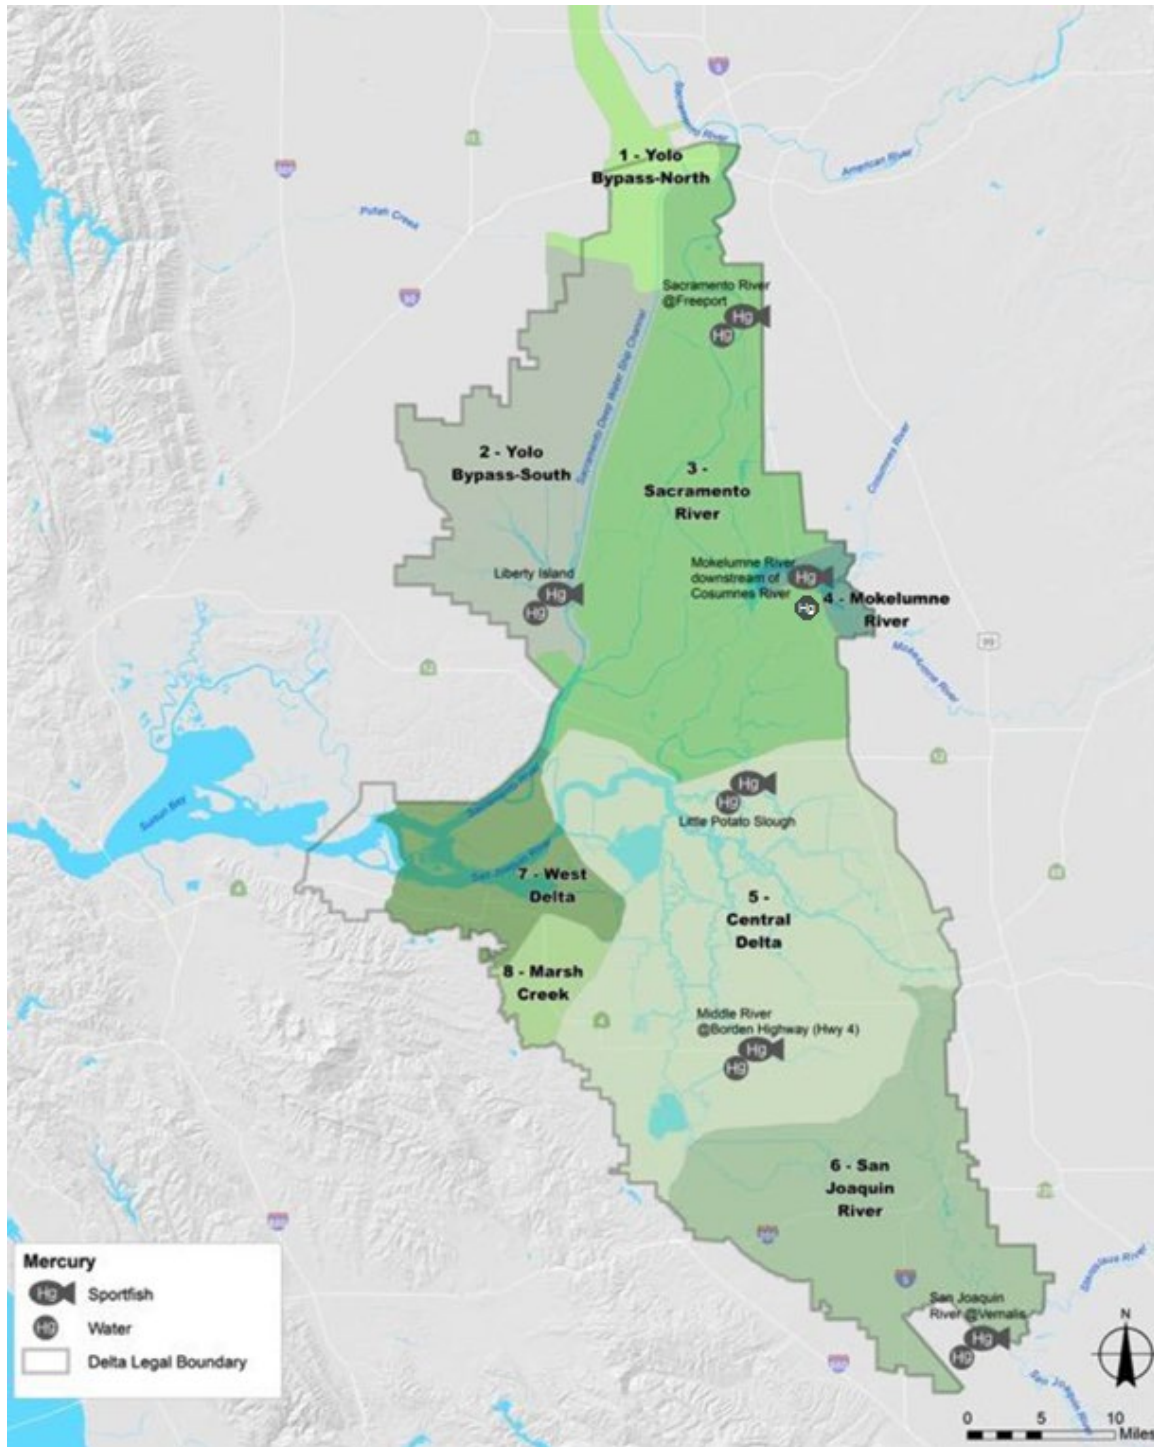 5
Sacramento River
American River
1 - Yolo
Bypass-North
Putah Creek
80
Sacramento River
@Freeport
Hg
Hg
Sacramento Deep Water Ship Channel
2 - Yolo
Bypass-South
3 -
Sacramento
River
Cosumnes River
Liberty Island
Hg
Hg
Mokelumne River
downstream of
Cosumnes River
Hg
Hg
4 - Mokelumne
River
99
Mokelumne River
Hg
Hg
Little Potato Slough
Suisun Bay
Sacramento River
San Joaquin River
7 - West
Delta
5 -
Central
Delta
8 - Marsh
Creek
Middle River
@Borden Highway (Hwy 4)
Hg
Hg
6 - San
Joaquin
River
5
San Joaquin
River @Vernalis
Hg
Hg
Stanislaus River
San Joaquin River
Mercury
Hg Sportfish
Hg Water
Delta Legal Boundary
N
0 5 10
Miles